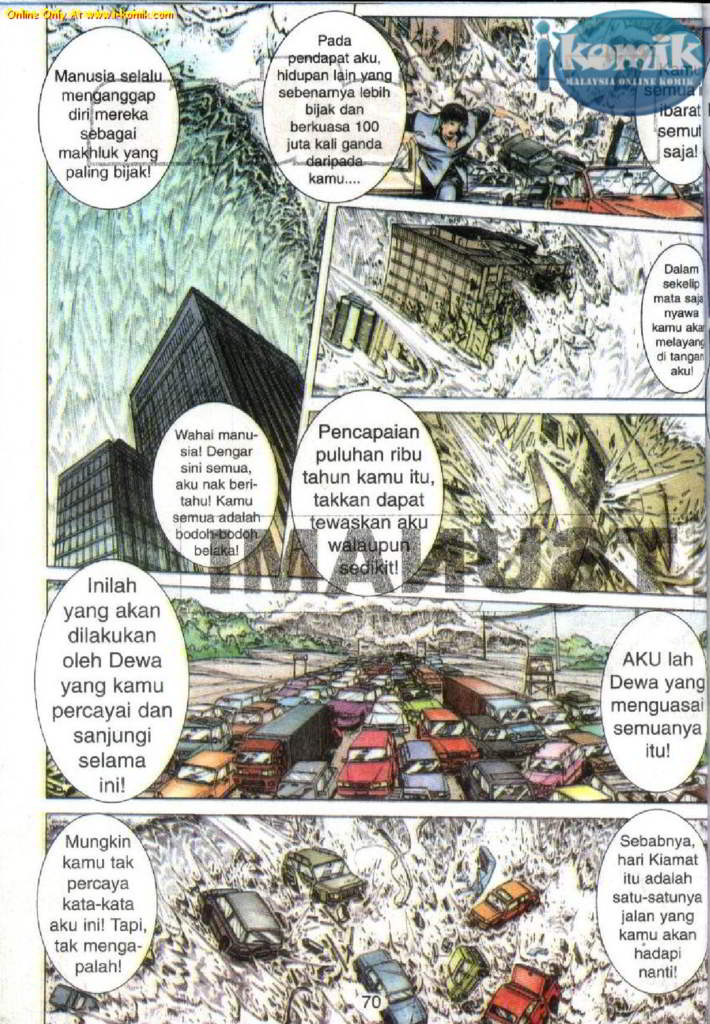 Online Only At www.i-komik.com
ikomik
MALAYSIA ONLINE KOMIK
Manusia selalu
menganggap
diri mereka
sebagai
makhluk yang
paling bijak!
Pada
pendapat aku,
hidupan lain yang
sebenarnya lebih
bijak dan
berkuasa 100
juta kali ganda
daripada
kamu....
Kamu
semua
ibarat
semut
saja!
Dalam
sekelip
mata saja
nyawa
kamu aka
melayang
di tangan
aku!
Wahai manu-
sia! Dengar
sini semua,
aku nak beri-
tahu! Kamu
semua adalah
bodoh-bodoh
belaka!
Pencapaian
puluhan ribu
tahun kamu itu,
takkan dapat
tewaskan aku
walaupun
sedikit!
TSUNAMI
Inilah
yang akan
dilakukan
oleh Dewa
yang kamu
percayai dan
sanjungi
selama
ini!
AKU lah
Dewa yang
menguasai
semuanya
itu!
Mungkin
kamu tak
percaya
kata-kata
aku ini! Tapi,
tak menga-
palah!
Sebabnya,
hari Kiamat
itu adalah
satu-satunya
jalan yang
kamu akan
hadapi
nanti!
70